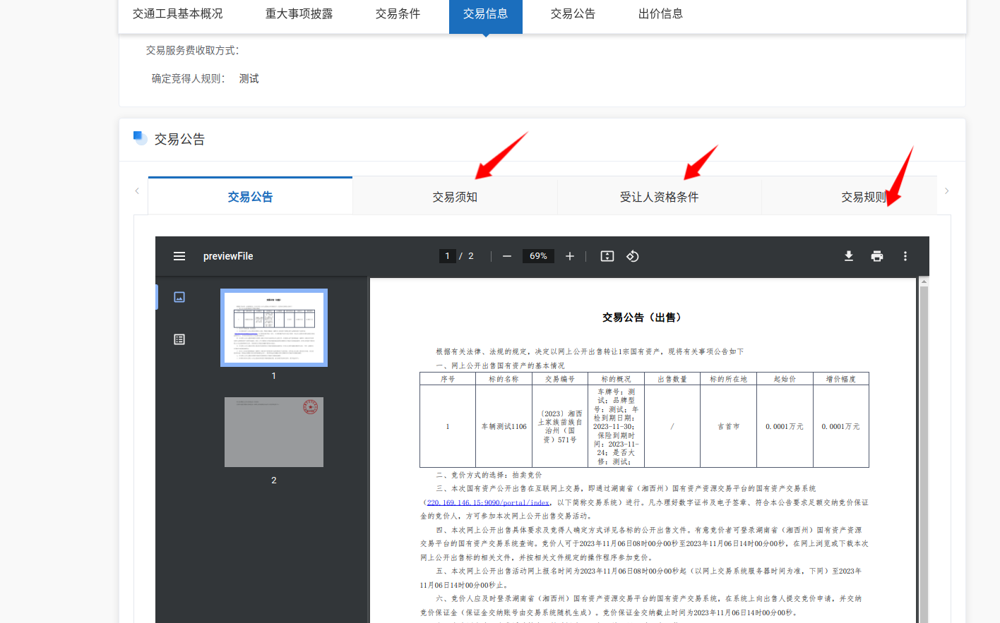 交通工具基本概况 重大事项披露 交易条件 交易信息 交易公告 出价信息
交易服务费收取方式：
确定竞得人规则： 测试
交易公告
交易公告 交易须知 受让人资格条件 交易规则
previewFile 1 / 2 69%
交易公告（出售）
根据有关法律、法规的规定，决定以网上公开出售转让1宗国有资产，现将有关事项公告如下
一、网上公开出售国有资产的基本情况
序号 标的名称 交易编号 标的概况 出售数量 标的所在地 起始价 增价幅度
1 车辆测试1106 〔2023〕湘西土家族苗族自治州（国资）571号 车牌号：测试；品牌型号：测试；年检到期日期：2023-11-30；保险到期时间：2023-11-24；是否大修：测试； / 吉首市 0.0001万元 0.0001万元
二、竞价方式的选择：拍卖竞价
三、本次国有资产公开出售在互联网上交易，即通过湖南省（湘西州）国有资产资源交易平台的国有资产交易系统
（220.169.146.15:9090/portal/index，以下简称交易系统）进行。凡办理好数字证书及电子签章、符合本公告要求足额交纳竞价保证
金的竞价人，方可参加本次网上公开出售交易活动。
四、本次网上公开出售具体要求及竞得人确定方式详见各标的公开出售文件。有意竞价者可登录湖南省（湘西州）国有资产资源
交易平台的国有资产交易系统查询。竞价人可于2023年11月06日08时00分00秒至2023年11月06日14时00分00秒，在网上浏览或下载本次
网上公开出售标的相关文件，并按相关文件规定的操作程序参加竞价。
五、本次网上公开出售活动网上报名时间为2023年11月06日08时00分00秒起（以网上交易系统服务器时间为准，下同）至2023年
11月06日14时00分00秒止。
六、竞价人应及时登录湖南省（湘西州）国有资产资源交易平台的国有资产交易系统，在系统上向出售人提交竞价申请，并交纳
竞价保证金（保证金交纳账号由交易系统随机生成）。竞价保证金交纳截止时间为2023年11月06日14时00分00秒。
1
2